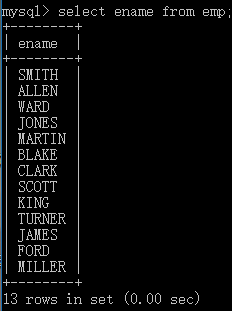 mysql> select ename from emp;
+--------+
| ename  |
+--------+
| SMITH  |
| ALLEN  |
| WARD   |
| JONES  |
| MARTIN |
| BLAKE  |
| CLARK  |
| SCOTT  |
| KING   |
| TURNER |
| JAMES  |
| FORD   |
| MILLER |
+--------+
13 rows in set (0.00 sec)